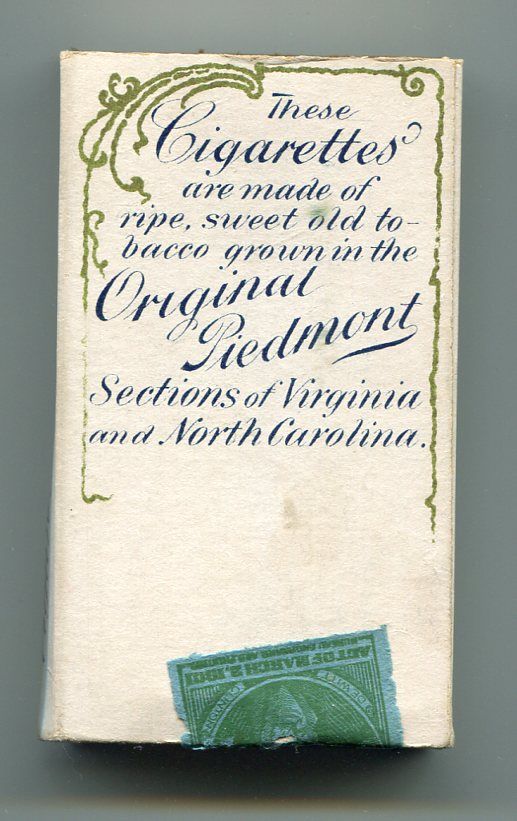 These
Cigarettes
are made of
ripe, sweet old to-
bacco grown in the
Original
Piedmont
Sections of Virginia
and North Carolina.
ACT OF MARCH 2, 1901